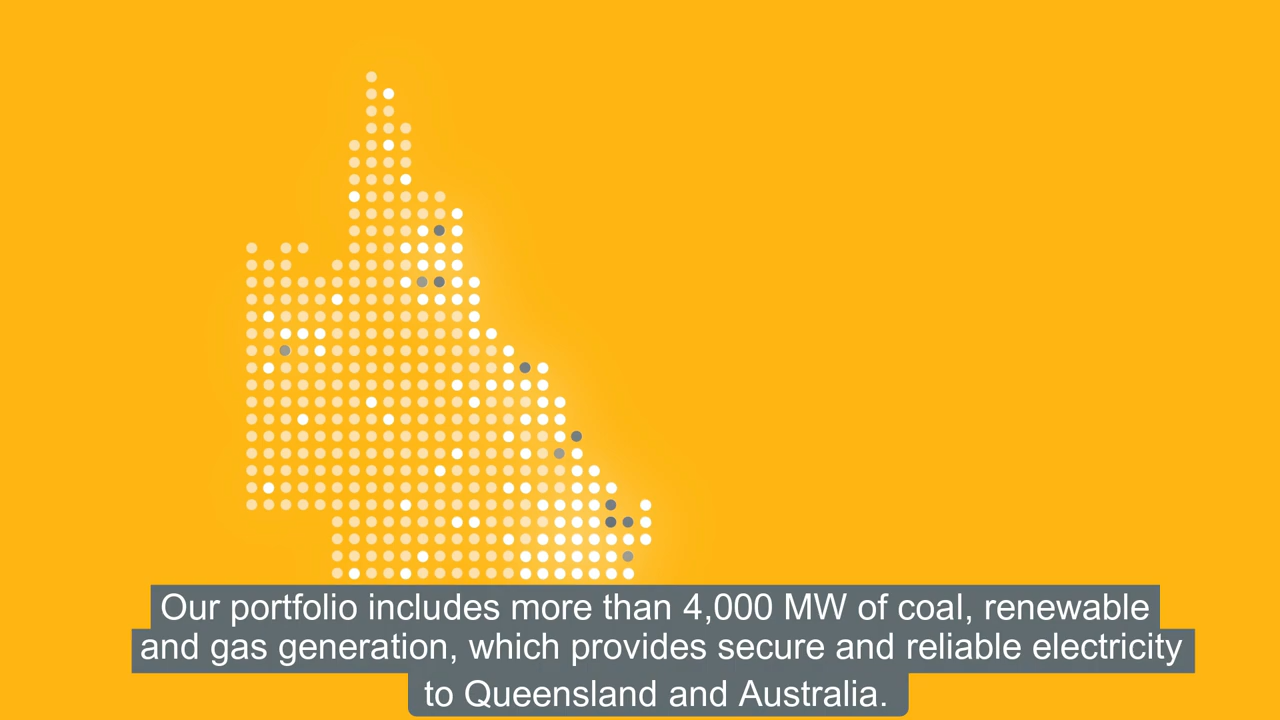 Our portfolio includes more than 4,000 MW of coal, renewable
and gas generation, which provides secure and reliable electricity
to Queensland and Australia.